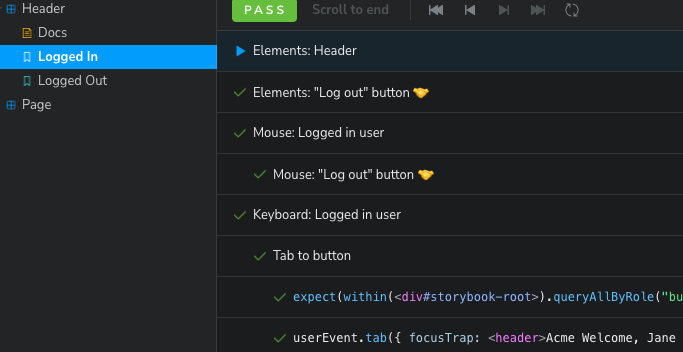 Header
Docs
Logged In
Logged Out
Page
PASS
Scroll to end
Elements: Header
Elements: "Log out" button 🤝
Mouse: Logged in user
Mouse: "Log out" button 🤝
Keyboard: Logged in user
Tab to button
expect(within(<div#storybook-root>).queryAllByRole("bu
userEvent.tab({ focusTrap: <header>Acme Welcome, Jane